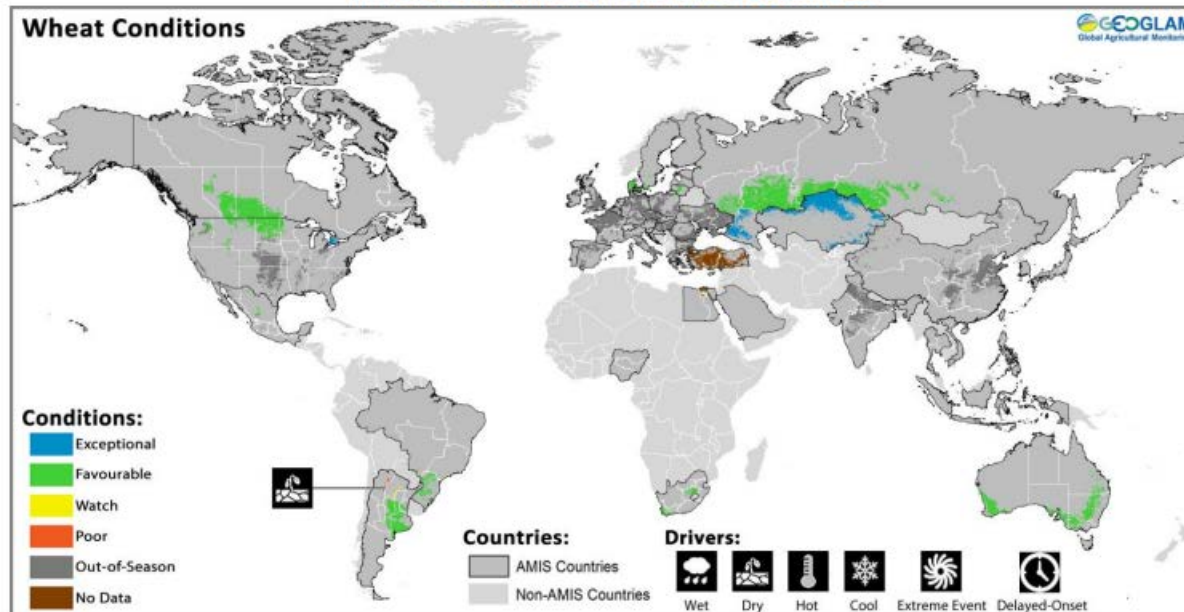 Wheat Conditions
GEOGLAM
Global Agricultural
Conditions:
Exceptional
Favourable
Watch
Poor
Out-of-Season
No Data
Countries:
AMIS Countries
Non-AMIS Countries
Drivers:
Wet
Dry
Hot
Cool
Extreme Event
Delayed-Onset